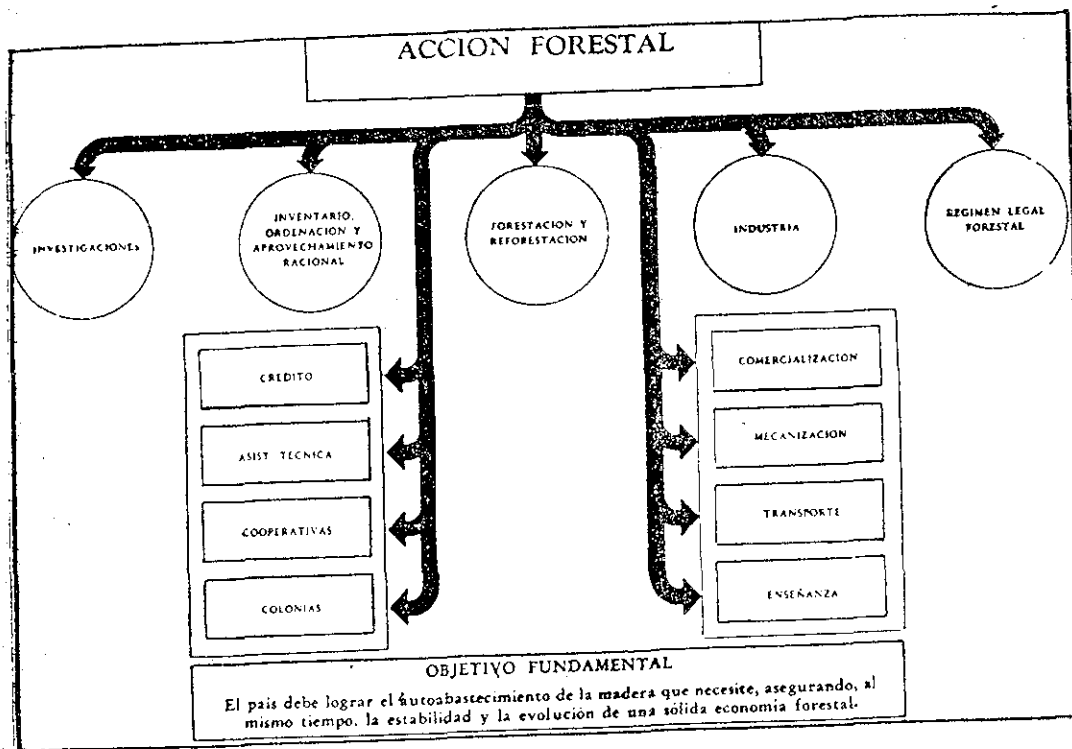 ACCION FORESTAL
INVESTIGACIONES
INVENTARIO,
ORDENACION Y
APROVECHAMIENTO
RACIONAL
FORESTACION Y
REFORESTACION
INDUSTRIA
REGIMEN LEGAL
FORESTAL
CREDITO
ASIST TECNICA
COOPERATIVAS
COLONIAS
COMERCIALIZACION
MECANIZACION
TRANSPORTE
ENSEÑANZA
OBJETIVO FUNDAMENTAL
El país debe lograr el autoabastecimiento de la madera que necesite, asegurando, al
mismo tiempo, la estabilidad y la evolución de una sólida economía forestal.